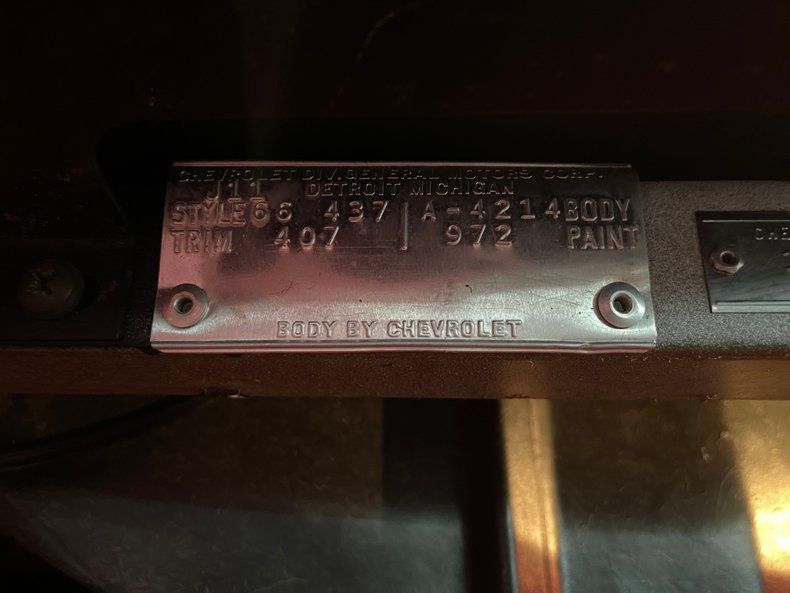 CHEVROLET DIV. GENERAL MOTORS CORP.
J11 DETROIT MICHIGAN
STYLE 66 437 | A-4214 BODY
TRIM 407 | 972 PAINT
BODY BY CHEVROLET
CHE